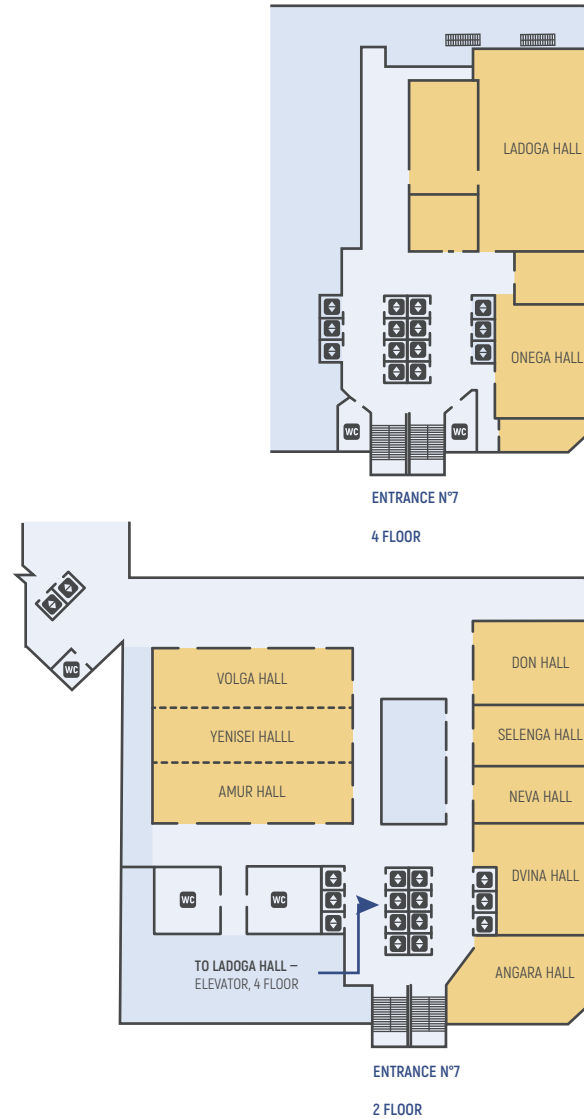 LADOGA HALL
ONEGA HALL
WC
WC
ENTRANCE N°7
4 FLOOR
WC
VOLGA HALL
YENISEI HALLL
AMUR HALL
DON HALL
SELENGA HALL
NEVA HALL
DVINA HALL
WC
WC
TO LADOGA HALL –
ELEVATOR, 4 FLOOR
ANGARA HALL
ENTRANCE N°7
2 FLOOR